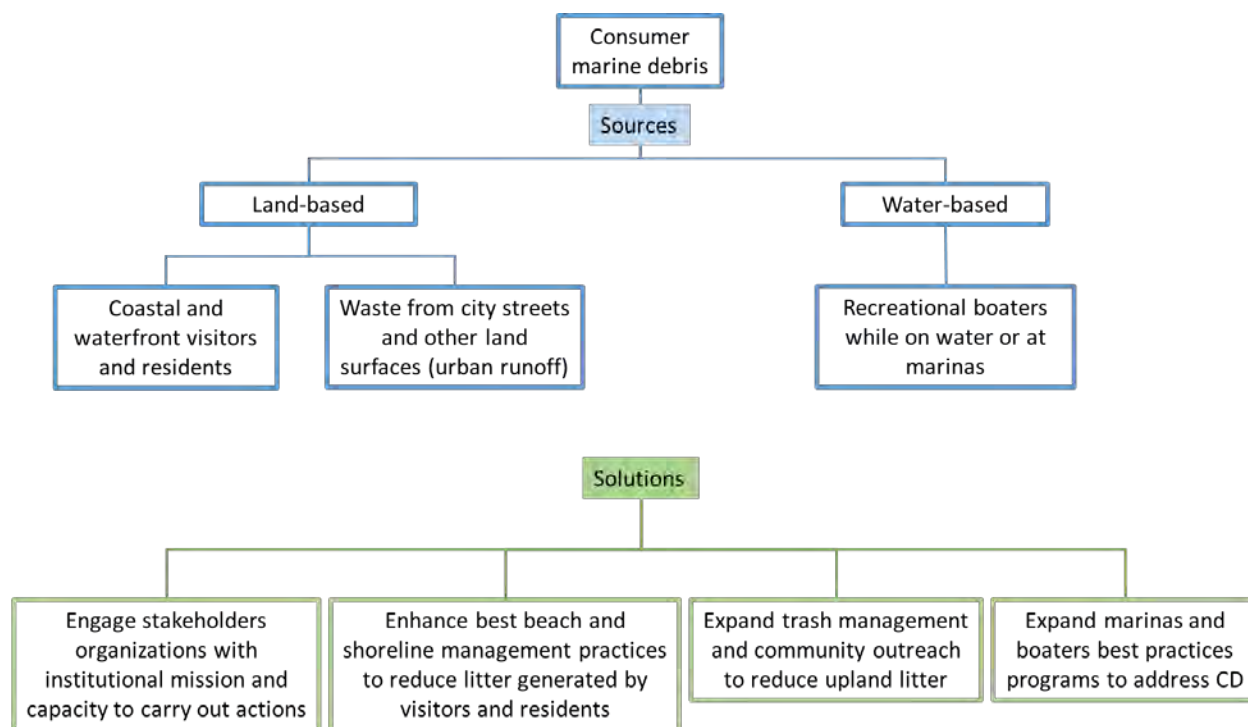 Consumer
marine debris
Sources
Land-based
Water-based
Coastal and
waterfront visitors
and residents
Waste from city streets
and other land
surfaces (urban runoff)
Recreational boaters
while on water or at
marinas
Solutions
Engage stakeholders
organizations with
institutional mission and
capacity to carry out actions
Enhance best beach and
shoreline management practices
to reduce litter generated by
visitors and residents
Expand trash management
and community outreach
to reduce upland litter
Expand marinas and
boaters best practices
programs to address CD